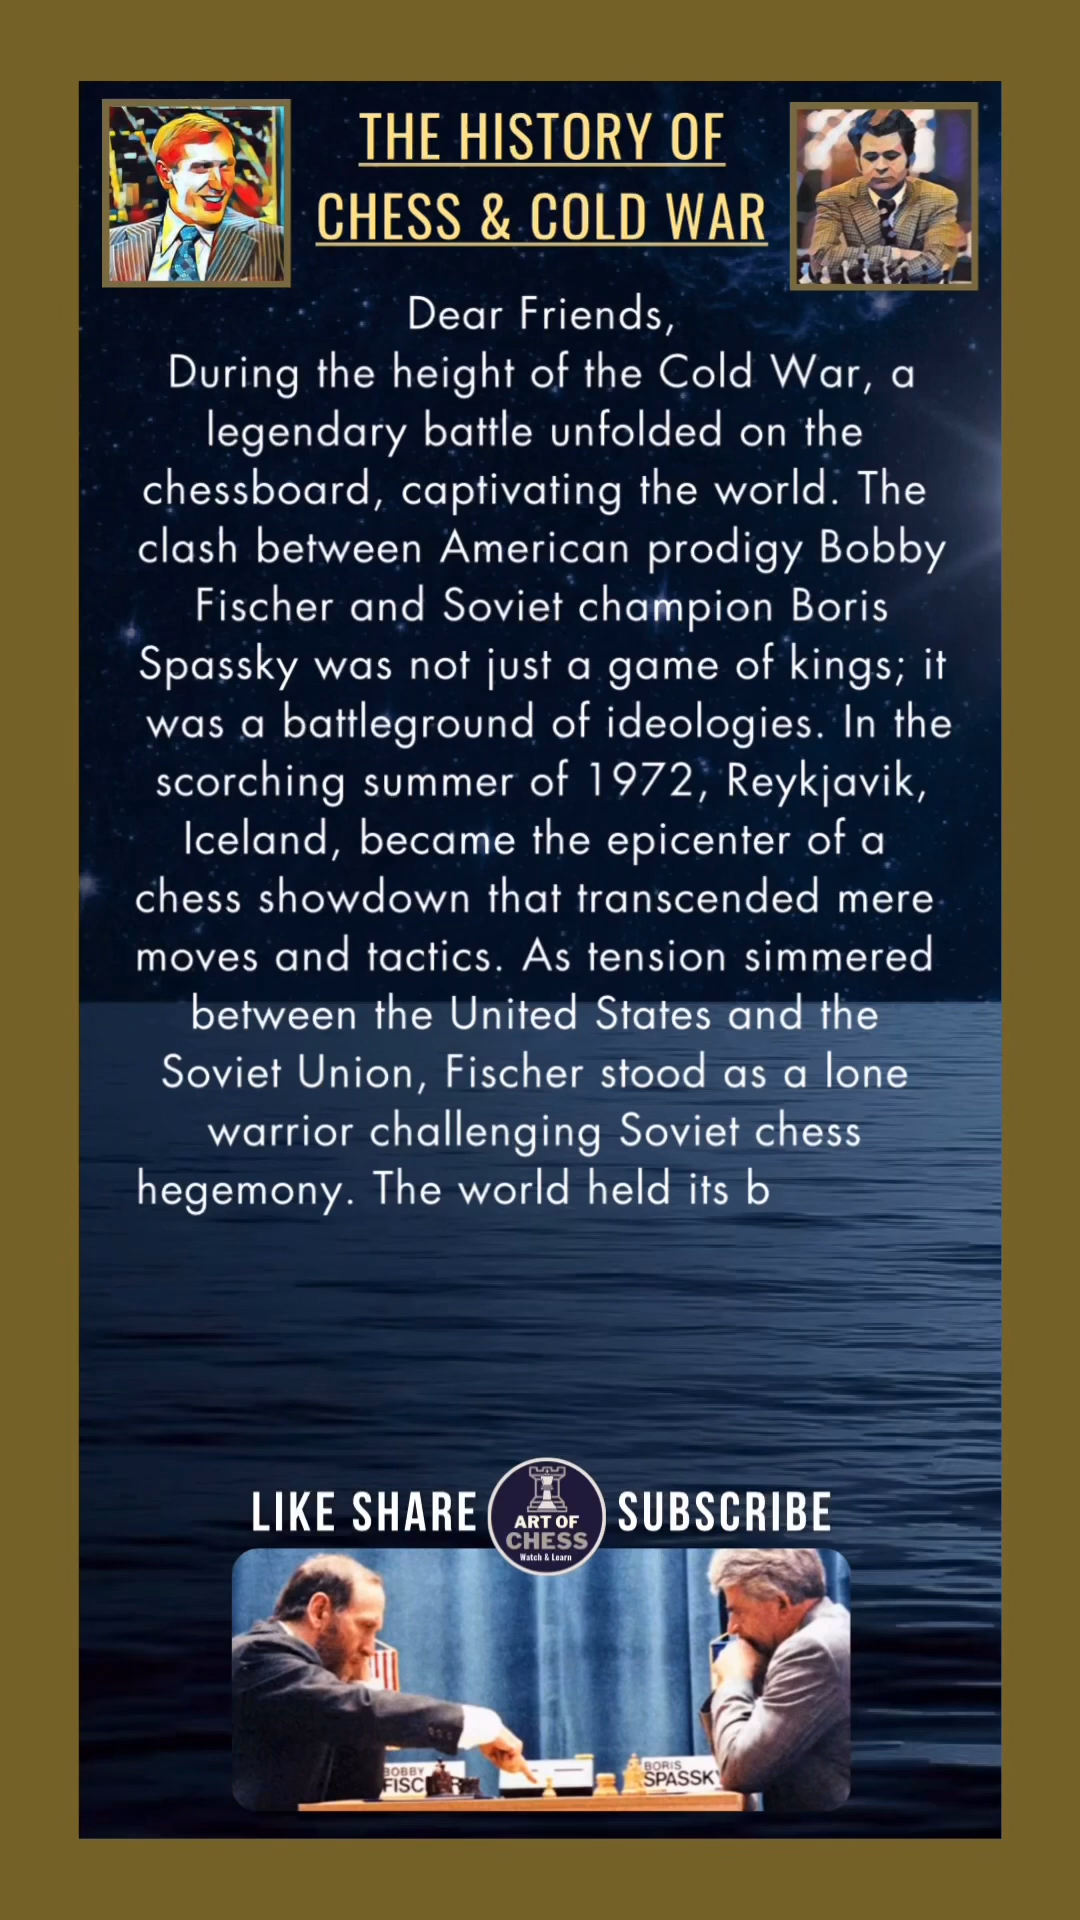 THE HISTORY OF
CHESS & COLD WAR
Dear Friends,
During the height of the Cold War, a
legendary battle unfolded on the
chessboard, captivating the world. The
clash between American prodigy Bobby
Fischer and Soviet champion Boris
Spassky was not just a game of kings; it
was a battleground of ideologies. In the
scorching summer of 1972, Reykjavik,
Iceland, became the epicenter of a
chess showdown that transcended mere
moves and tactics. As tension simmered
between the United States and the
Soviet Union, Fischer stood as a lone
warrior challenging Soviet chess
hegemony. The world held its b
LIKE SHARE
ART OF
CHESS
Watch & Learn
SUBSCRIBE
BOBBY
BORIS
SPASSK